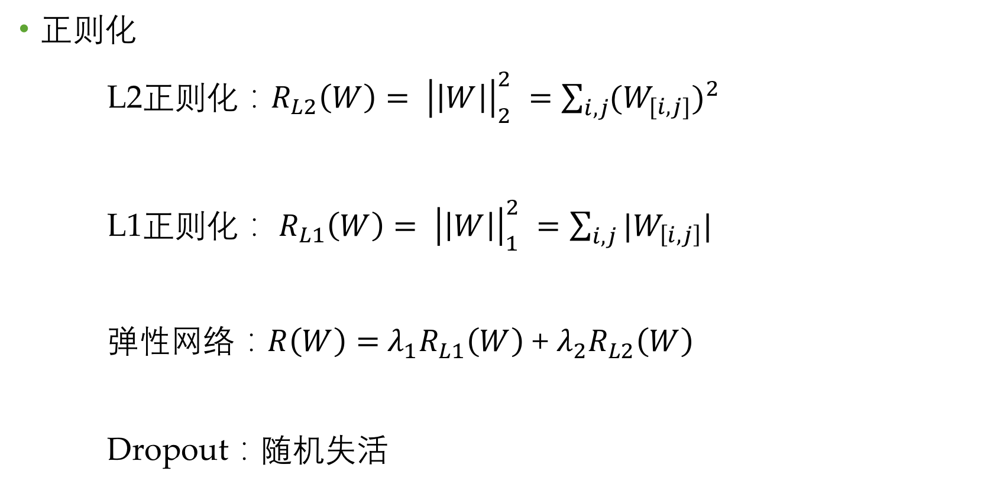 • 正则化
L2正则化：R_{L2}(W) = ||W||_2^2 = ∑_{i,j}(W_{[i,j]})^2
L1正则化： R_{L1}(W) = ||W||_1^2 = ∑_{i,j} |W_{[i,j]}|
弹性网络：R(W) = λ_1R_{L1}(W) + λ_2R_{L2}(W)
Dropout：随机失活